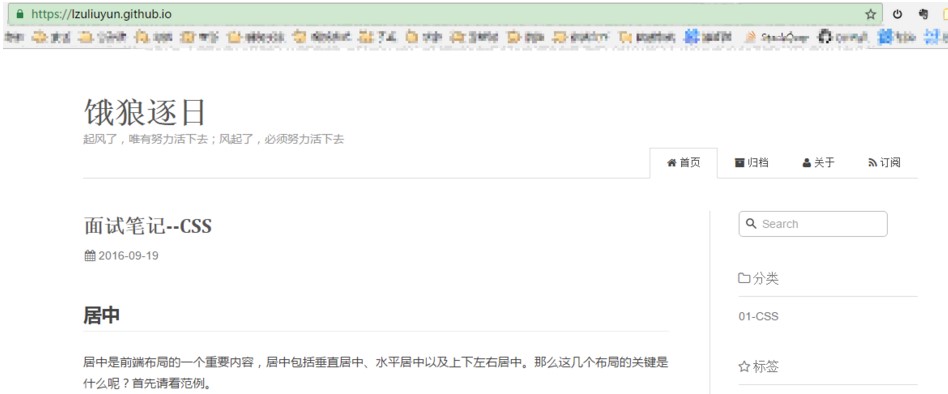 https://lzuliuyun.github.io
饿狼逐日
起风了，唯有努力活下去；风起了，必须努力活下去
首页 归档 关于 订阅
面试笔记--CSS
2016-09-19
居中
居中是前端布局的一个重要内容，居中包括垂直居中、水平居中以及上下左右居中。那么这几个布局的关键是
什么呢？首先请看范例。
Search
分类
01-CSS
标签